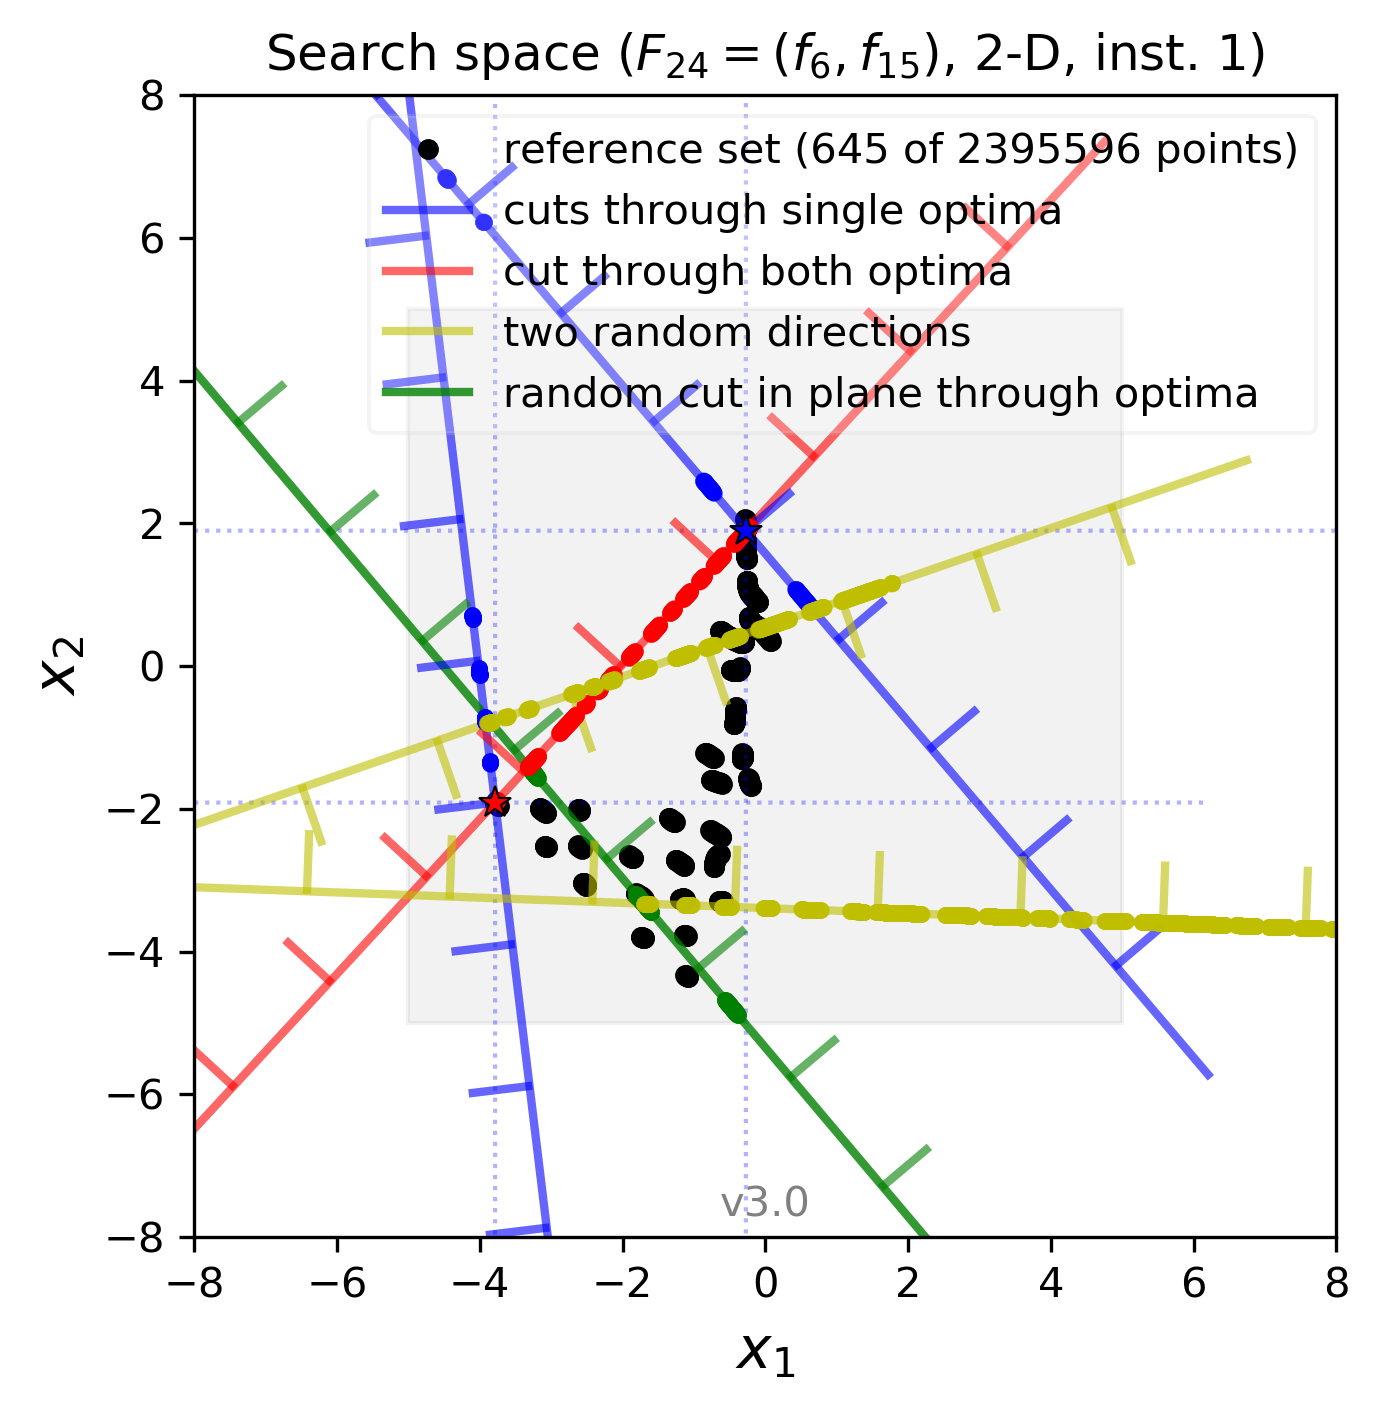 Search space (F₂₄ = (f₆, f₁₅), 2-D, inst. 1)
reference set (645 of 2395596 points)
cuts through single optima
cut through both optima
two random directions
random cut in plane through optima
8
6
4
2
0
−2
−4
−6
−8
x₂
v3.0
−8 −6 −4 −2 0 2 4 6 8
x₁